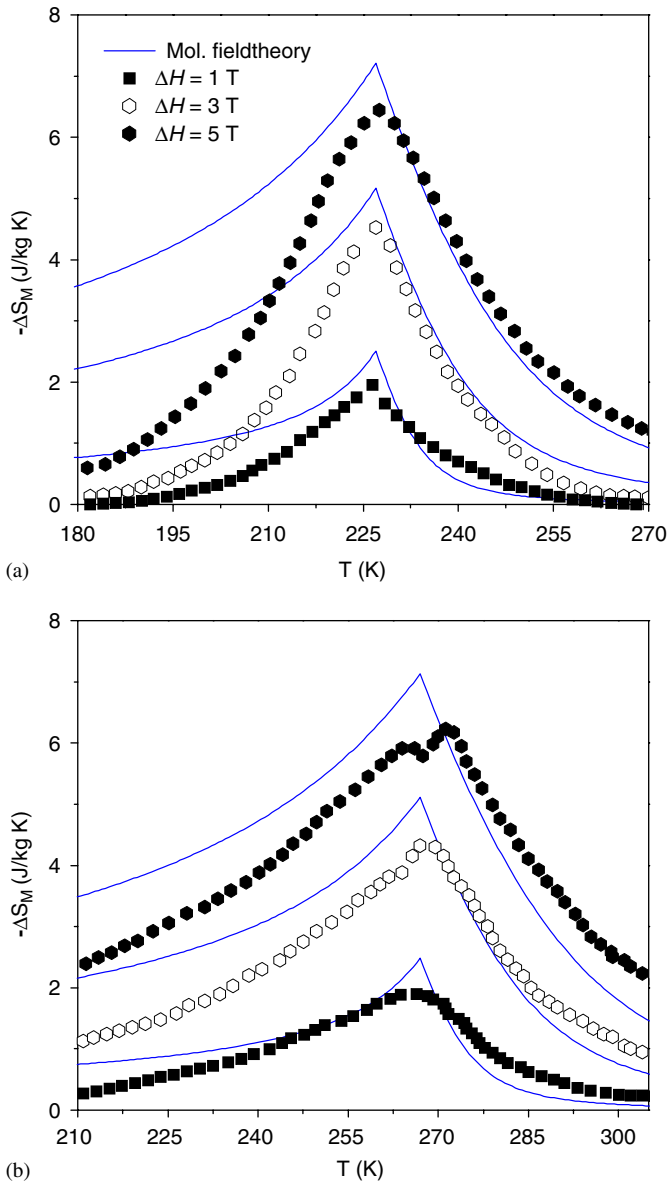 8
Mol. fieldtheory
ΔH = 1 T
ΔH = 3 T
ΔH = 5 T
6
4
2
0
-ΔS_M (J/kg K)
180 195 210 225 240 255 270
T (K)
(a)
8
6
4
2
0
-ΔS_M (J/kg K)
210 225 240 255 270 285 300
T (K)
(b)